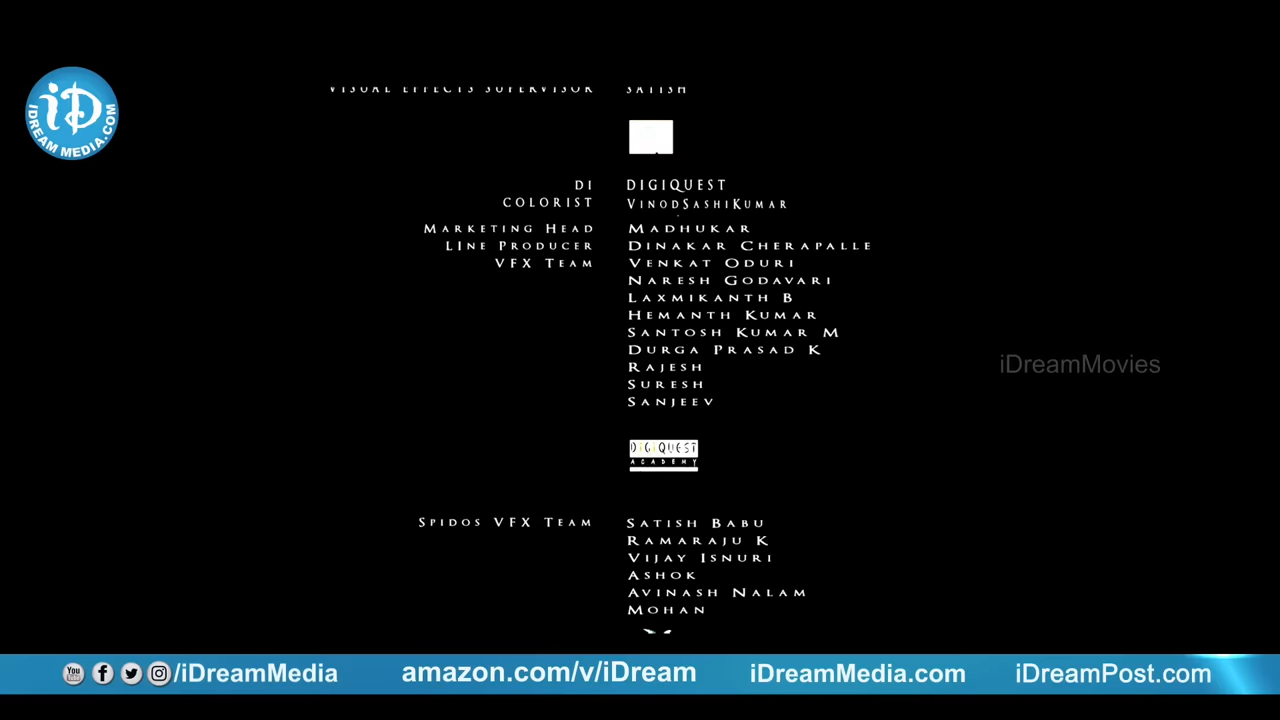 VISUAL EFFECTS SUPERVISOR SATISH
iD
IDREAM MEDIA.COM
DI DIGIQUEST
COLORIST VINODSASHIKUMAR
MARKETING HEAD MADHUKAR
LINE PRODUCER DINAKAR CHERAPALLE
VFX TEAM VENKAT ODURI
NARESH GODAVARI
LAXMIKANTH B
HEMANTH KUMAR
SANTOSH KUMAR M
DURGA PRASAD K
RAJESH
SURESH
SANJEEV
iDreamMovies
DIGIQUEST
ACADEMY
SPIDOS VFX TEAM SATISH BABU
RAMARAJU K
VIJAY ISNURI
ASHOK
AVINASH NALAM
MOHAN
You Tube /iDreamMedia amazon.com/v/iDream iDreamMedia.com iDreamPost.com